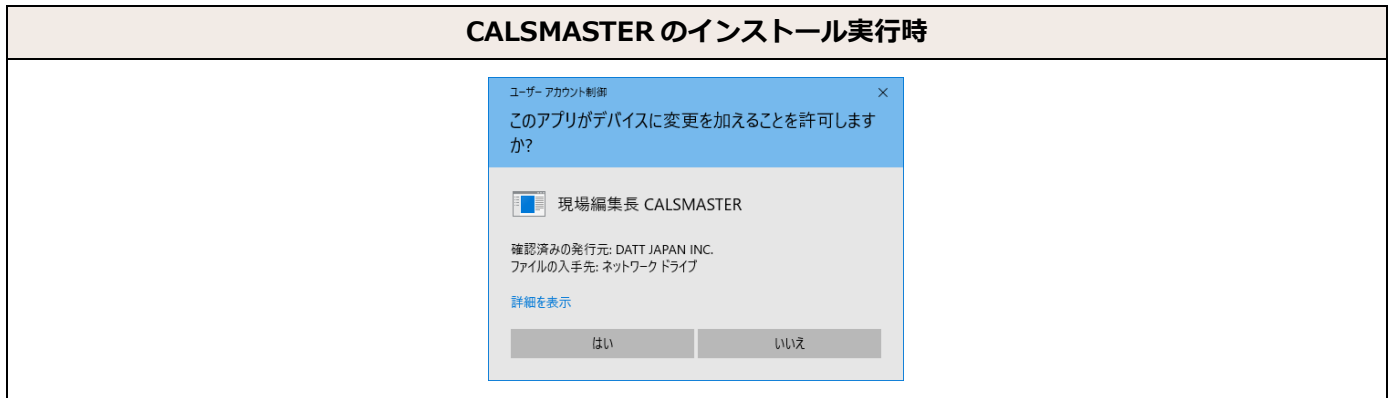 CALSMASTER のインストール実行時
ユーザー アカウント制御
このアプリがデバイスに変更を加えることを許可します
か?
現場編集長 CALSMASTER
確認済みの発行元: DATT JAPAN INC.
ファイルの入手先: ネットワーク ドライブ
詳細を表示
はい
いいえ